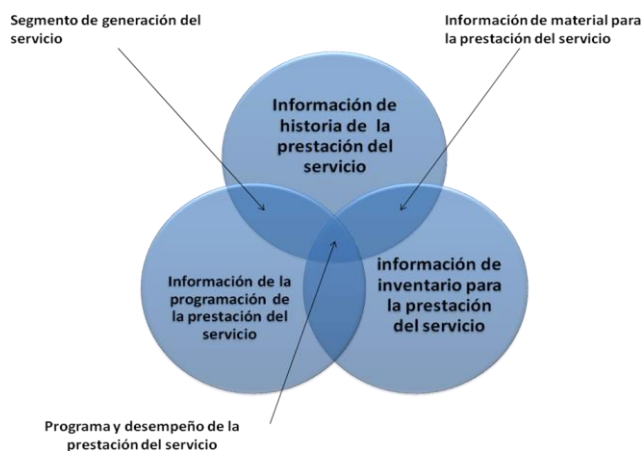 Segmento de generación del
servicio
Información de material para
la prestación del servicio
Información de
historia de la
prestación del
servicio
Información de la
programación de
la prestación del
servicio
información de
inventario para
la prestación
del servicio
Programa y desempeño de la
prestación del servicio